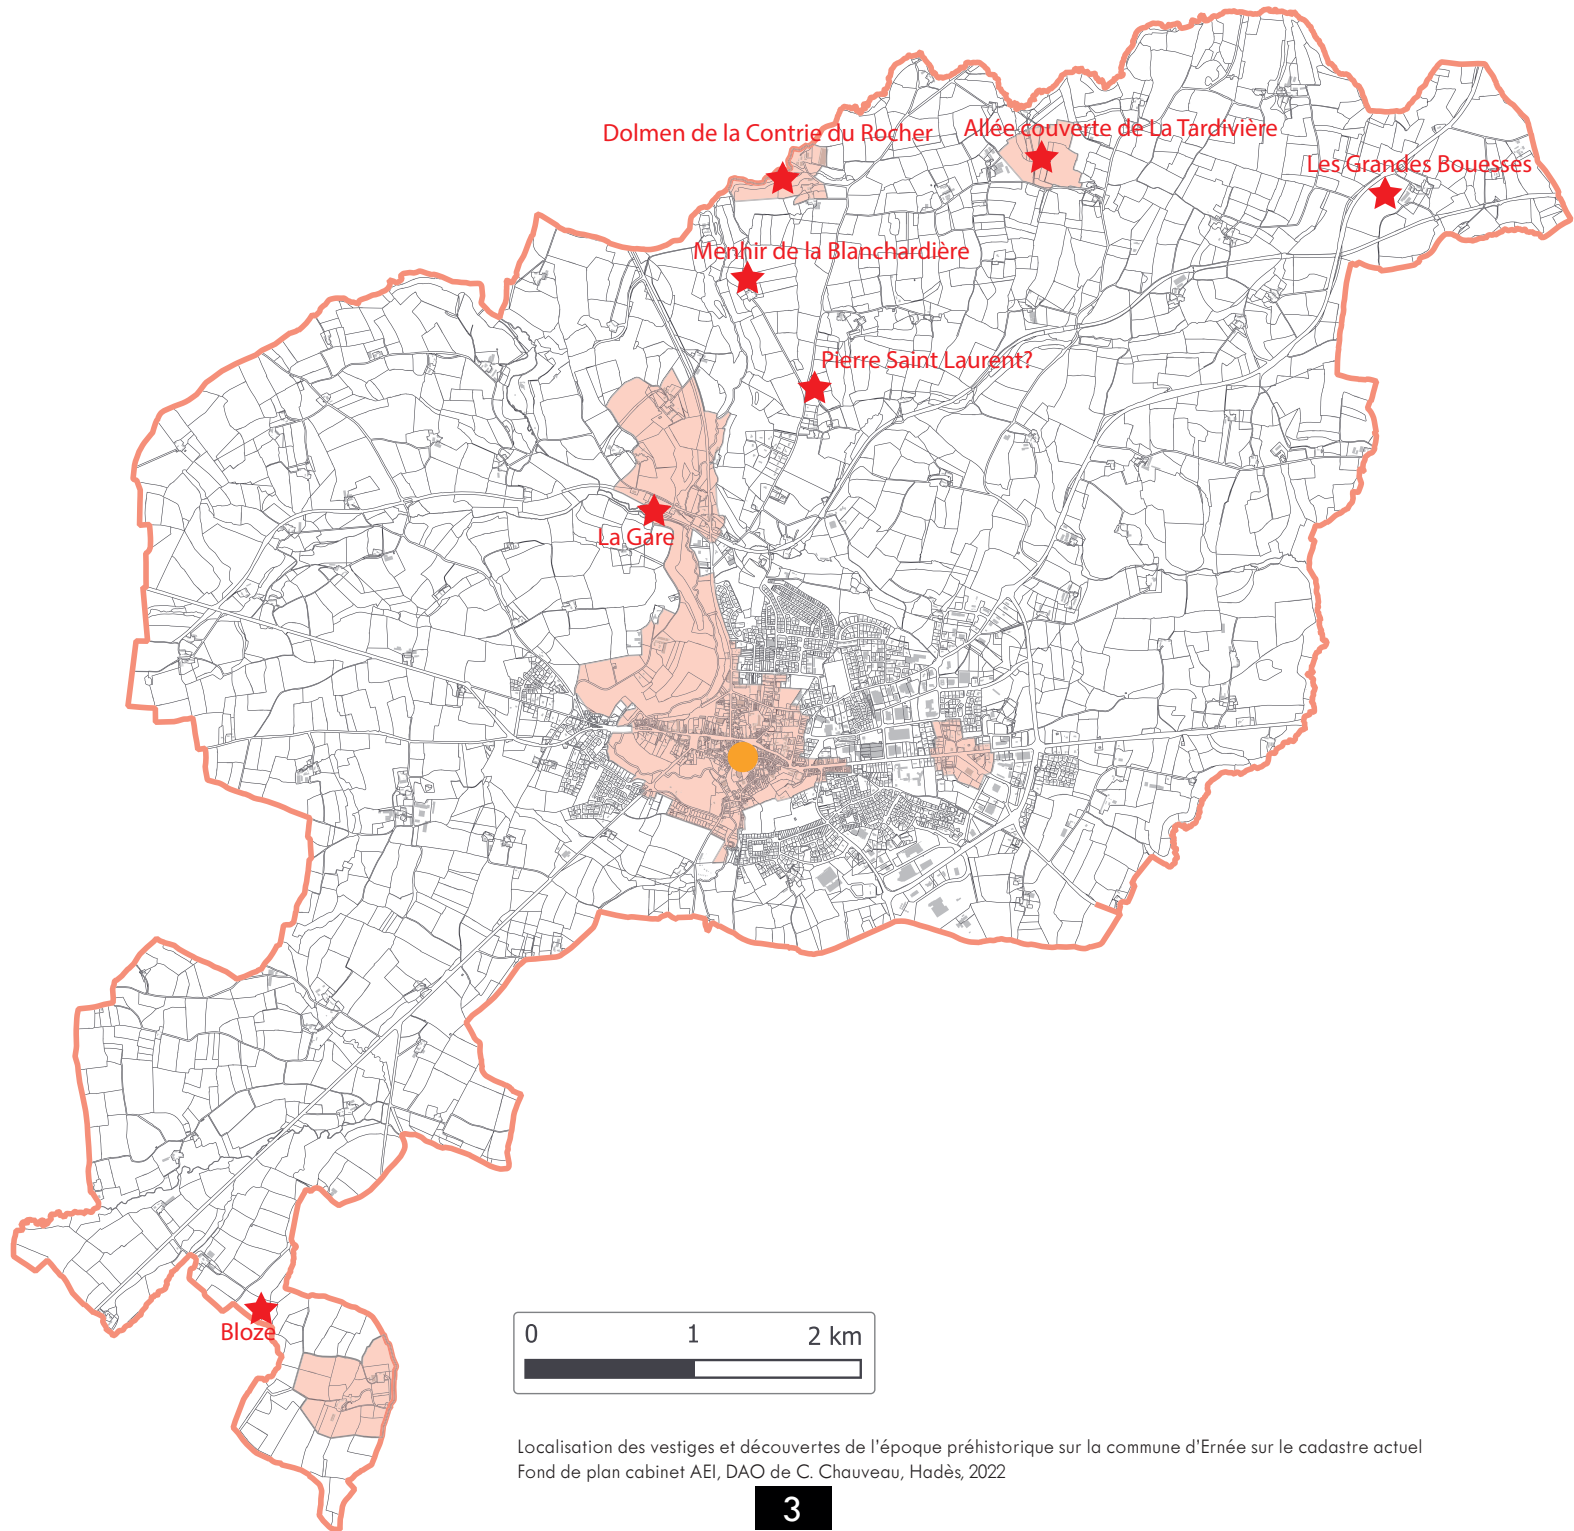 Dolmen de la Contrie du Rocher
Allée couverte de La Tardivière
Les Grandes Bouesses
Menhir de la Blanchardière
Pierre Saint Laurent?
La Gare
Bloze
0 1 2 km
Localisation des vestiges et découvertes de l'époque préhistorique sur la commune d'Ernée sur le cadastre actuel
Fond de plan cabinet AEI, DAO de C. Chauveau, Hadès, 2022
3